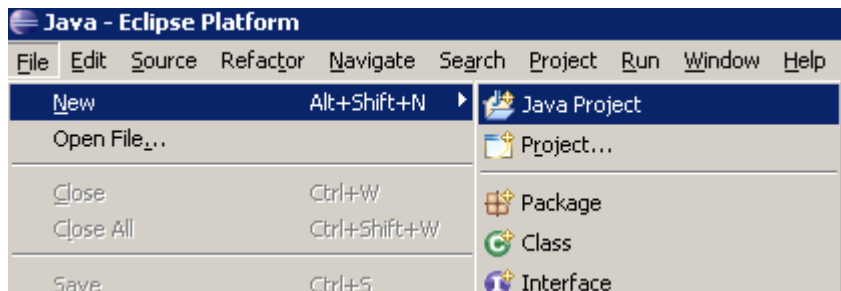 Java - Eclipse Platform
File Edit Source Refactor Navigate Search Project Run Window Help
New Alt+Shift+N
Open File...
Close Ctrl+W
Close All Ctrl+Shift+W
Save Ctrl+S
Java Project
Project...
Package
Class
Interface